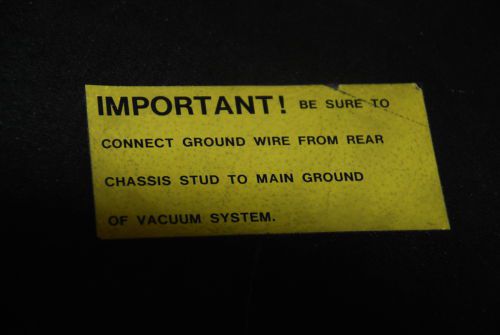 IMPORTANT! BE SURE TO
CONNECT GROUND WIRE FROM REAR
CHASSIS STUD TO MAIN GROUND
OF VACUUM SYSTEM.